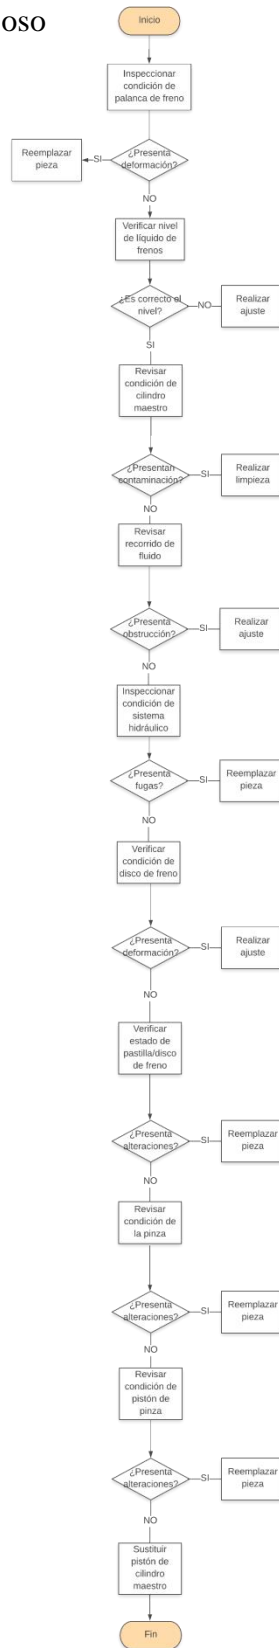 oso
Inicio
Inspeccionar
condición de
palanca de freno
¿Presenta
deformación?
SI
Reemplazar
pieza
NO
Verificar nivel
de líquido de
frenos
¿Es correcto el
nivel?
NO
Realizar
ajuste
SI
Revisar
condición de
cilindro
maestro
¿Presentan
contaminación?
SI
Realizar
limpieza
NO
Revisar
recorrido de
fluido
¿Presenta
obstrucción?
SI
Realizar
ajuste
NO
Inspeccionar
condición de
sistema
hidráulico
¿Presenta
fugas?
SI
Reemplazar
pieza
NO
Verificar
condición de
disco de freno
¿Presenta
deformación?
SI
Realizar
ajuste
NO
Verificar
estado de
pastilla/disco
de freno
¿Presenta
alteraciones?
SI
Reemplazar
pieza
NO
Revisar
condición de
la pinza
¿Presenta
alteraciones?
SI
Reemplazar
pieza
NO
Revisar
condición de
pistón de
pinza
¿Presenta
alteraciones?
SI
Reemplazar
pieza
NO
Sustituir
pistón de
cilindro
maestro
Fin